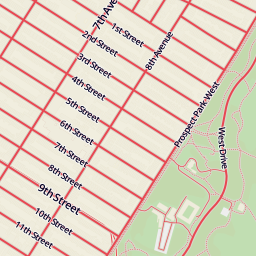 7th Ave
1st Street
2nd Street
8th Avenue
3rd Street
4th Street
Prospect Park West
5th Street
West Drive
6th Street
7th Street
8th Street
9th Street
10th Street
11th Street